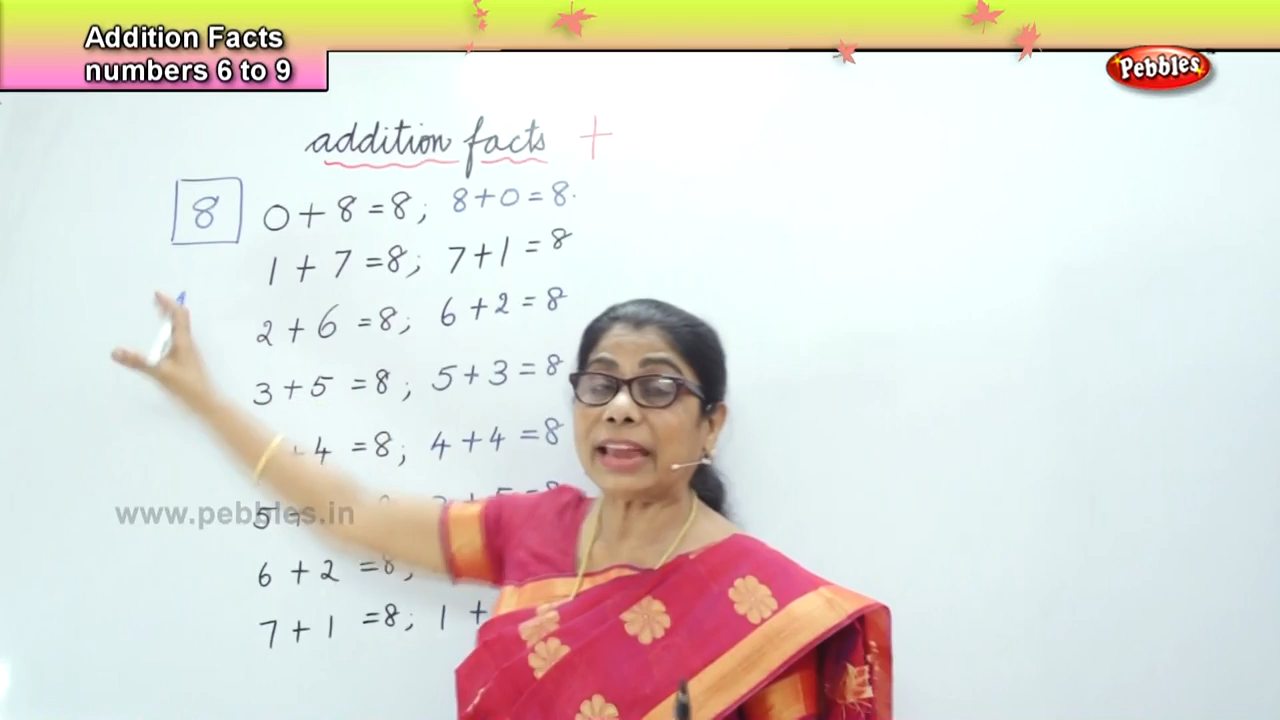 Addition Facts
numbers 6 to 9
Pebbles
addition facts +
8
0 + 8 = 8; 8 + 0 = 8.
1 + 7 = 8; 7 + 1 = 8
2 + 6 = 8; 6 + 2 = 8
3 + 5 = 8; 5 + 3 = 8
4 = 8; 4 + 4 = 8
www.pebbles.in
5 +
6 + 2 = 8;
7 + 1 = 8; 1 +